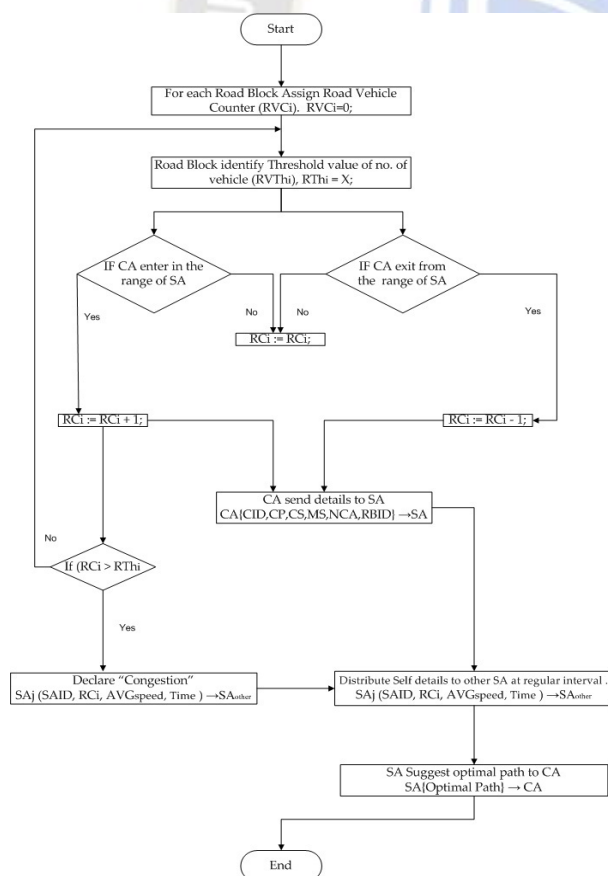 Start
For each Road Block Assign Road Vehicle
Counter (RVCi). RVCi=0;
Road Block identify Threshold value of no. of
vehicle (RVThi), RThi = X;
IF CA enter in the
range of SA
IF CA exit from
the range of SA
Yes
No
No
Yes
RCi := RCi;
RCi := RCi + 1;
RCi := RCi - 1;
CA send details to SA
CA{CID,CP,CS,MS,NCA,RBID} →SA
No
If (RCi > RThi
Yes
Declare “Congestion”
SAj (SAID, RCi, AVGspeed, Time ) →SAother
Distribute Self details to other SA at regular interval .
SAj (SAID, RCi, AVGspeed, Time ) →SAother
SA Suggest optimal path to CA
SA{Optimal Path} → CA
End